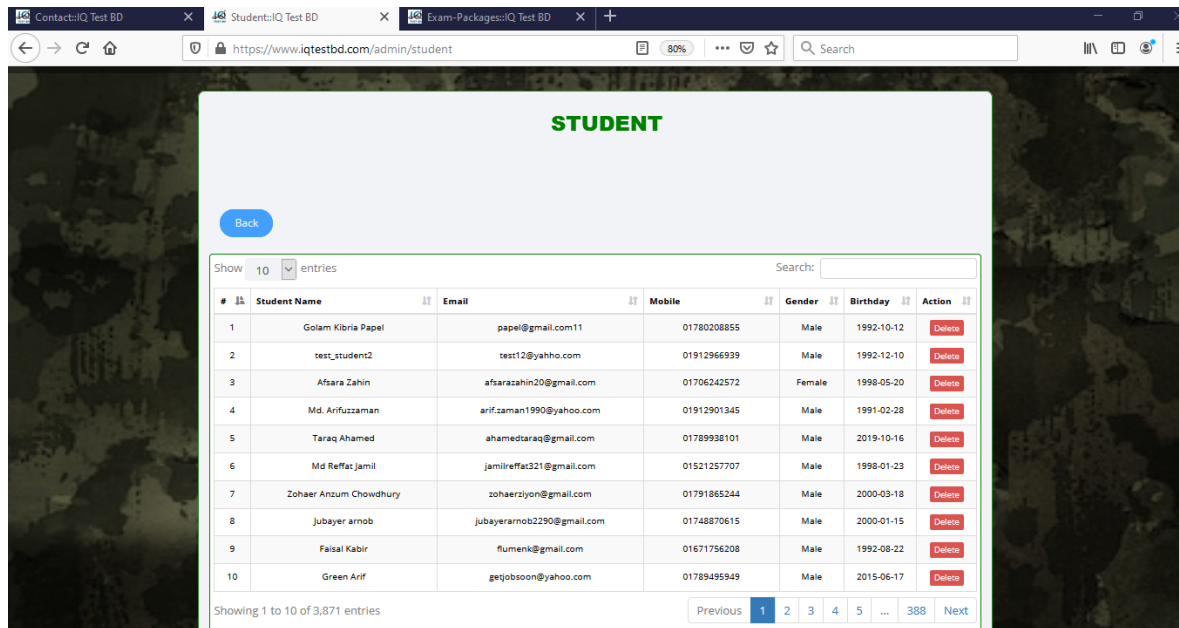 Contact::IQ Test BD Student::IQ Test BD Exam-Packages::IQ Test BD
https://www.iqtestbd.com/admin/student 80% Search
STUDENT
Back
Show 10 entries Search:
# Student Name Email Mobile Gender Birthday Action
1 Golam Kibria Papel papel@gmail.com11 01780208855 Male 1992-10-12 Delete
2 test_student2 test12@yahho.com 01912966939 Male 1992-12-10 Delete
3 Afsara Zahin afsarazahin20@gmail.com 01706242572 Female 1998-05-20 Delete
4 Md. Arifuzzaman arif.zaman1990@yahoo.com 01912901345 Male 1991-02-28 Delete
5 Taraq Ahamed ahamedtaraq@gmail.com 01789938101 Male 2019-10-16 Delete
6 Md Reffat Jamil jamilreffat321@gmail.com 01521257707 Male 1998-01-23 Delete
7 Zohaer Anzum Chowdhury zohaerziyon@gmail.com 01791865244 Male 2000-03-18 Delete
8 Jubayer arnob jubayerarnob2290@gmail.com 01748870615 Male 2000-01-15 Delete
9 Faisal Kabir flumenk@gmail.com 01671756208 Male 1992-08-22 Delete
10 Green Arif getjobsoon@yahoo.com 01789495949 Male 2015-06-17 Delete
Showing 1 to 10 of 3,871 entries Previous 1 2 3 4 5 ... 388 Next